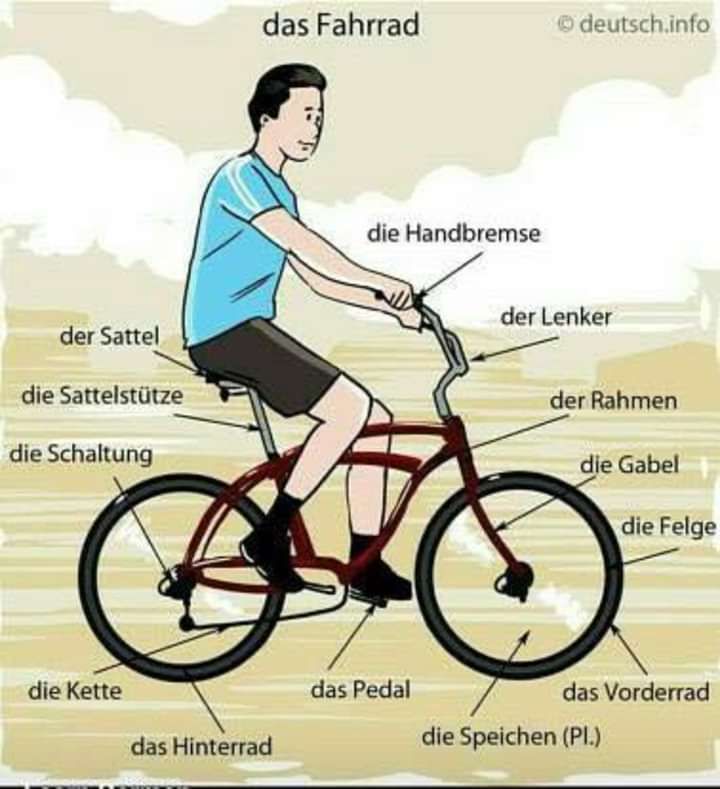 das Fahrrad
© deutsch.info
die Handbremse
der Lenker
der Sattel
die Sattelstütze
der Rahmen
die Schaltung
die Gabel
die Felge
die Kette
das Pedal
das Vorderrad
die Speichen (Pl.)
das Hinterrad